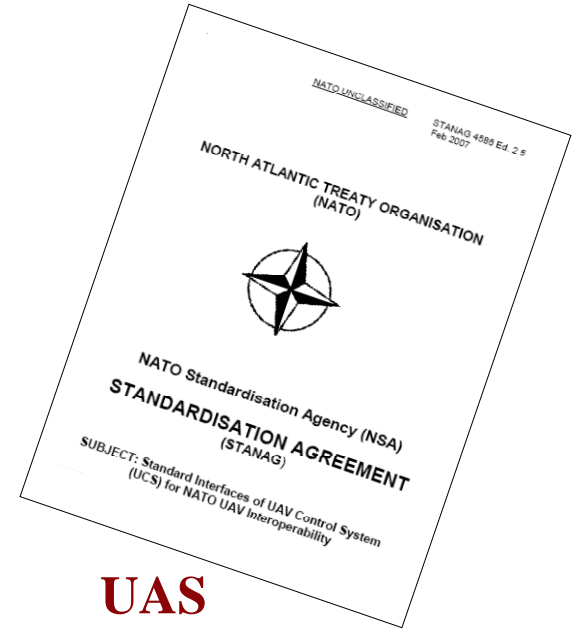 NATO UNCLASSIFIED
STANAG 4586 Ed. 2.5
Feb 2007
NORTH ATLANTIC TREATY ORGANISATION
(NATO)
NATO Standardisation Agency (NSA)
STANDARDISATION AGREEMENT
(STANAG)
SUBJECT: Standard Interfaces of UAV Control System
(UCS) for NATO UAV Interoperability
UAS